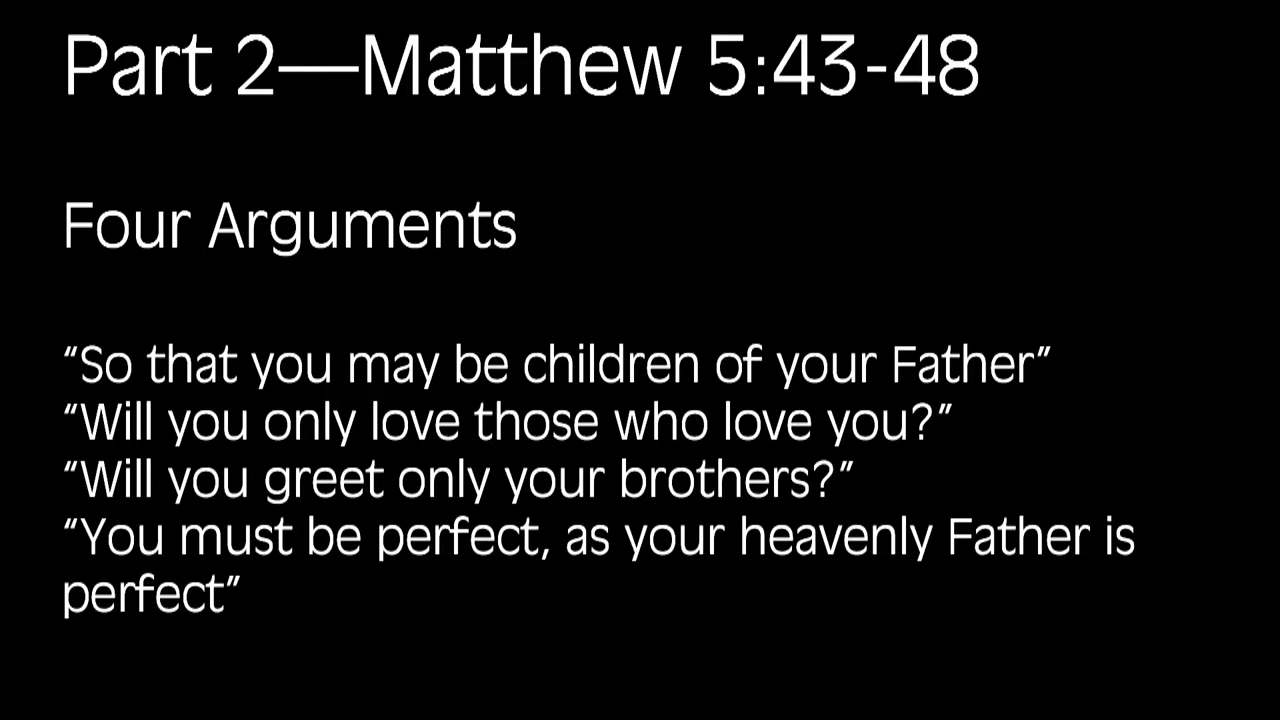 Part 2—Matthew 5:43-48
Four Arguments
“So that you may be children of your Father”
“Will you only love those who love you?”
“Will you greet only your brothers?”
“You must be perfect, as your heavenly Father is
perfect”